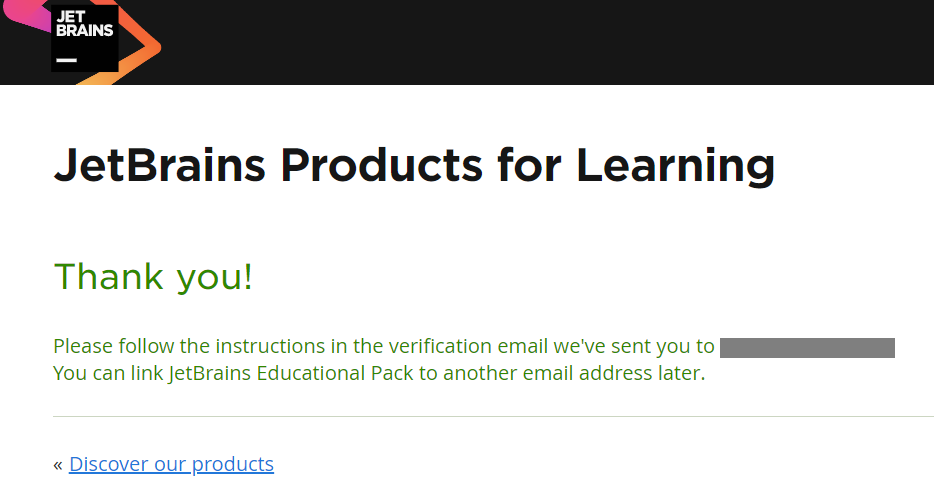 JET
BRAINS
JetBrains Products for Learning
Thank you!
Please follow the instructions in the verification email we've sent you to
You can link JetBrains Educational Pack to another email address later.
« Discover our products